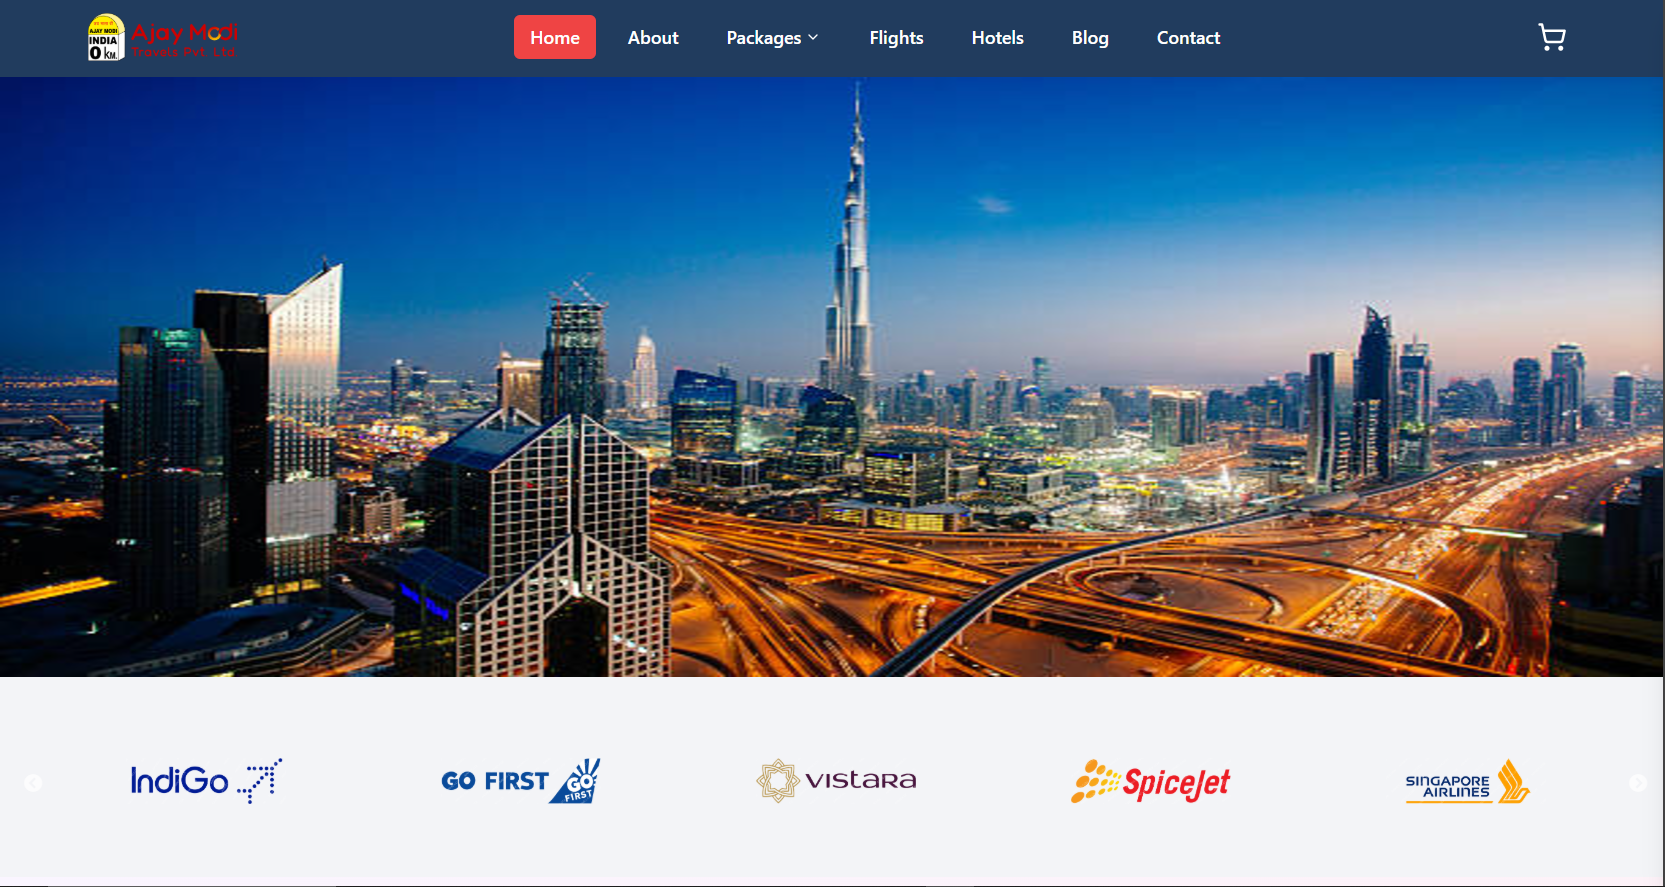 AJAY MODI
INDIA
0 KM.
Ajay Modi
Travels Pvt. Ltd.
Home
About
Packages
Flights
Hotels
Blog
Contact
IndiGo
GO FIRST
GO
FIRST
VISTARA
SpiceJet
SINGAPORE
AIRLINES